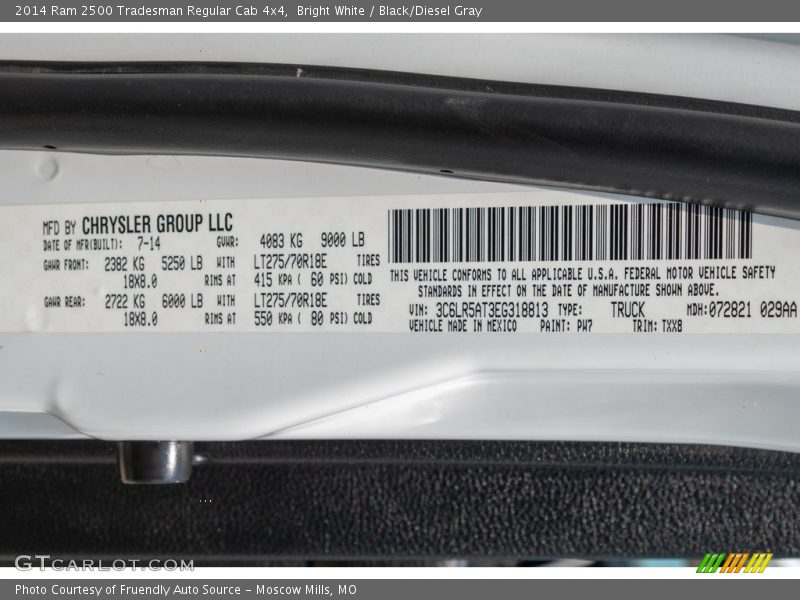 2014 Ram 2500 Tradesman Regular Cab 4x4, Bright White / Black/Diesel Gray
MFD BY CHRYSLER GROUP LLC
DATE OF MFR(BUILT): 7-14 GVWR: 4083 KG 9000 LB
GAWR FRONT: 2382 KG 5250 LB WITH LT275/70R18E TIRES
18X8.0 RIMS AT 415 KPA ( 60 PSI) COLD
GAWR REAR: 2722 KG 6000 LB WITH LT275/70R18E TIRES
18X8.0 RIMS AT 550 KPA ( 80 PSI) COLD
THIS VEHICLE CONFORMS TO ALL APPLICABLE U.S.A. FEDERAL MOTOR VEHICLE SAFETY
STANDARDS IN EFFECT ON THE DATE OF MANUFACTURE SHOWN ABOVE.
VIN: 3C6LR5AT3EG318813 TYPE: TRUCK MDH:072821 029AA
VEHICLE MADE IN MEXICO PAINT: PW7 TRIM: TXX8
GTCARLOT.COM
Photo Courtesy of Fruendly Auto Source – Moscow Mills, MO